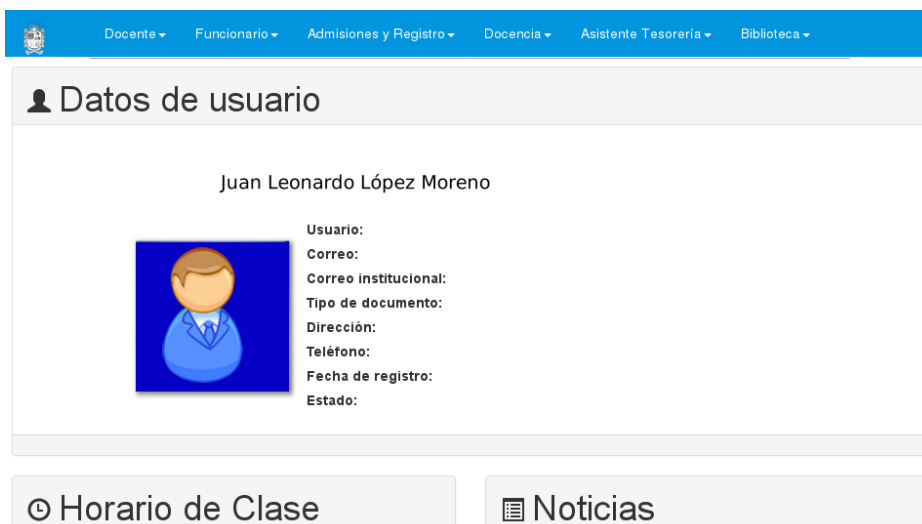 Docente Funcionario Admisiones y Registro Docencia Asistente Tesorería Biblioteca
Datos de usuario
Juan Leonardo López Moreno
Usuario:
Correo:
Correo institucional:
Tipo de documento:
Dirección:
Teléfono:
Fecha de registro:
Estado:
Horario de Clase
Noticias